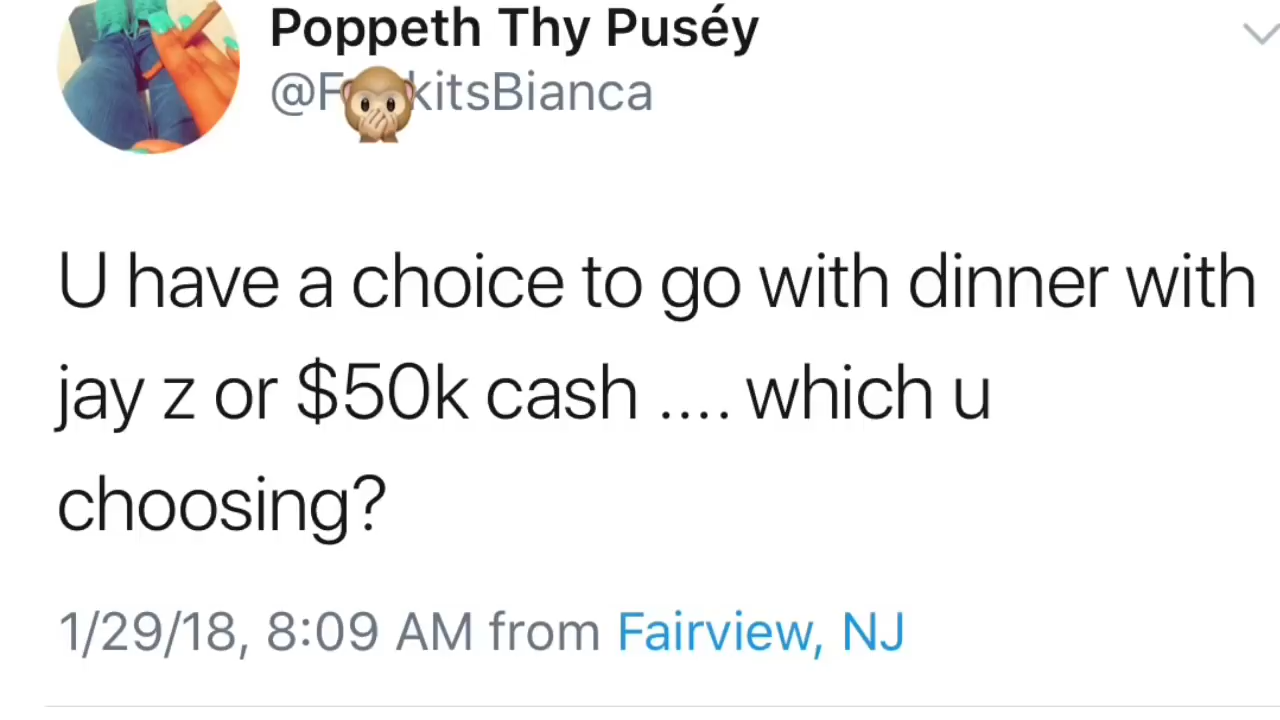 Poppeth Thy Puséy
@F🙊kitsBianca
U have a choice to go with dinner with
jay z or $50k cash .... which u
choosing?
1/29/18, 8:09 AM from Fairview, NJ